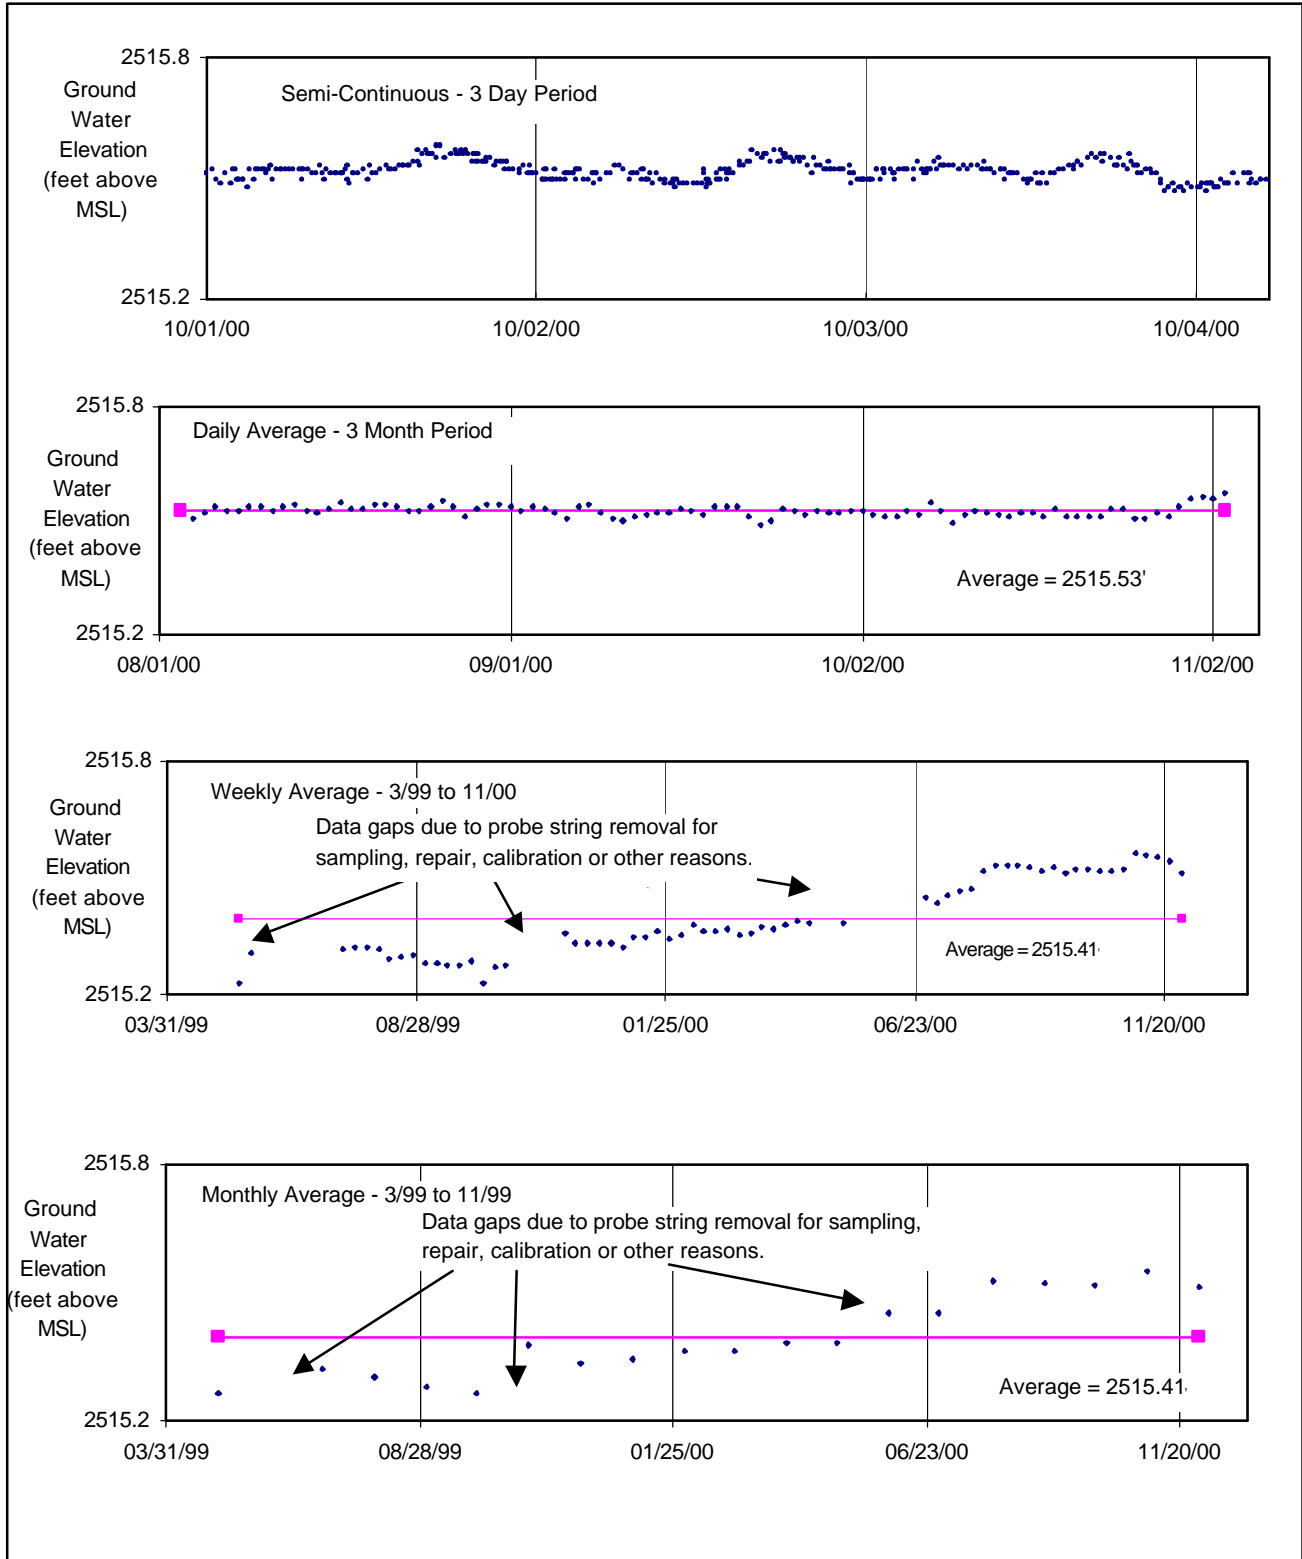 2515.8
Ground
Water
Elevation
(feet above
MSL)
Semi-Continuous - 3 Day Period
2515.2
10/01/00 10/02/00 10/03/00 10/04/00
2515.8
Ground
Water
Elevation
(feet above
MSL)
Daily Average - 3 Month Period
Average = 2515.53'
2515.2
08/01/00 09/01/00 10/02/00 11/02/00
2515.8
Ground
Water
Elevation
(feet above
MSL)
Weekly Average - 3/99 to 11/00
Data gaps due to probe string removal for
sampling, repair, calibration or other reasons.
Average = 2515.41
2515.2
03/31/99 08/28/99 01/25/00 06/23/00 11/20/00
2515.8
Ground
Water
Elevation
(feet above
MSL)
Monthly Average - 3/99 to 11/99
Data gaps due to probe string removal for sampling,
repair, calibration or other reasons.
Average = 2515.41
2515.2
03/31/99 08/28/99 01/25/00 06/23/00 11/20/00